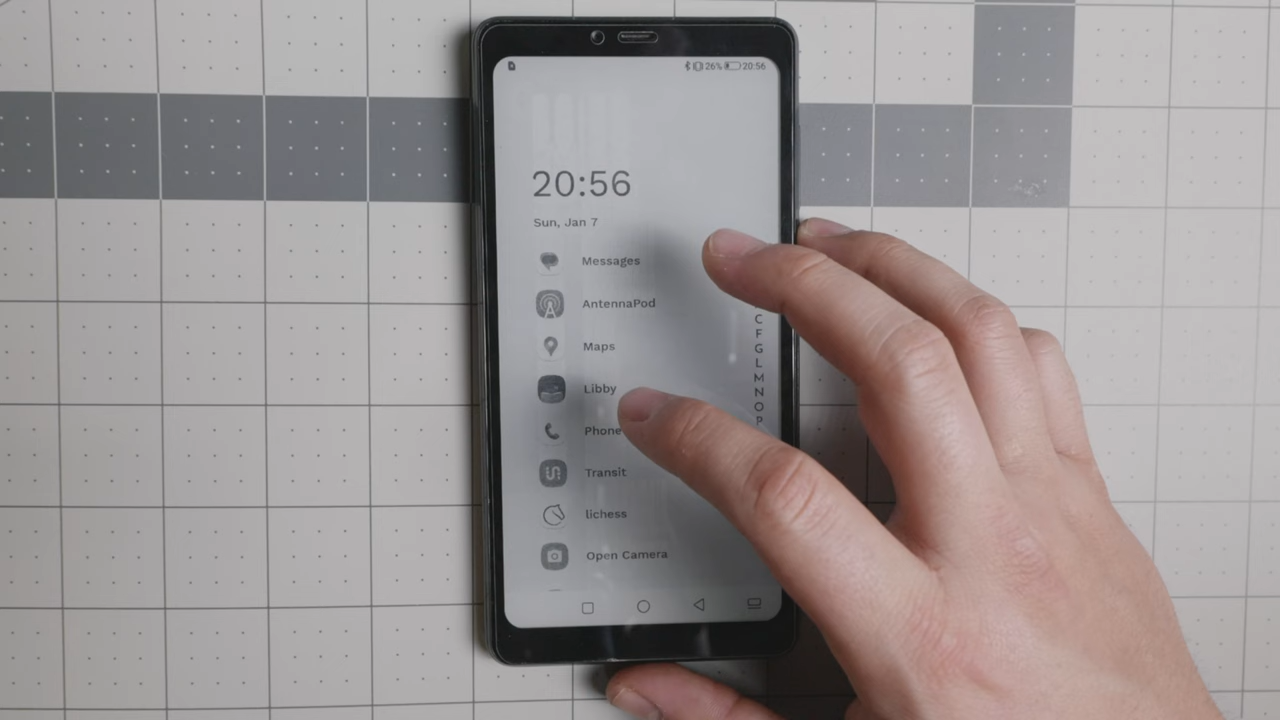 26% 20:56
20:56
Sun, Jan 7
Messages
AntennaPod
Maps
Libby
Phone
Transit
lichess
Open Camera
C
F
G
L
M
N
O
P